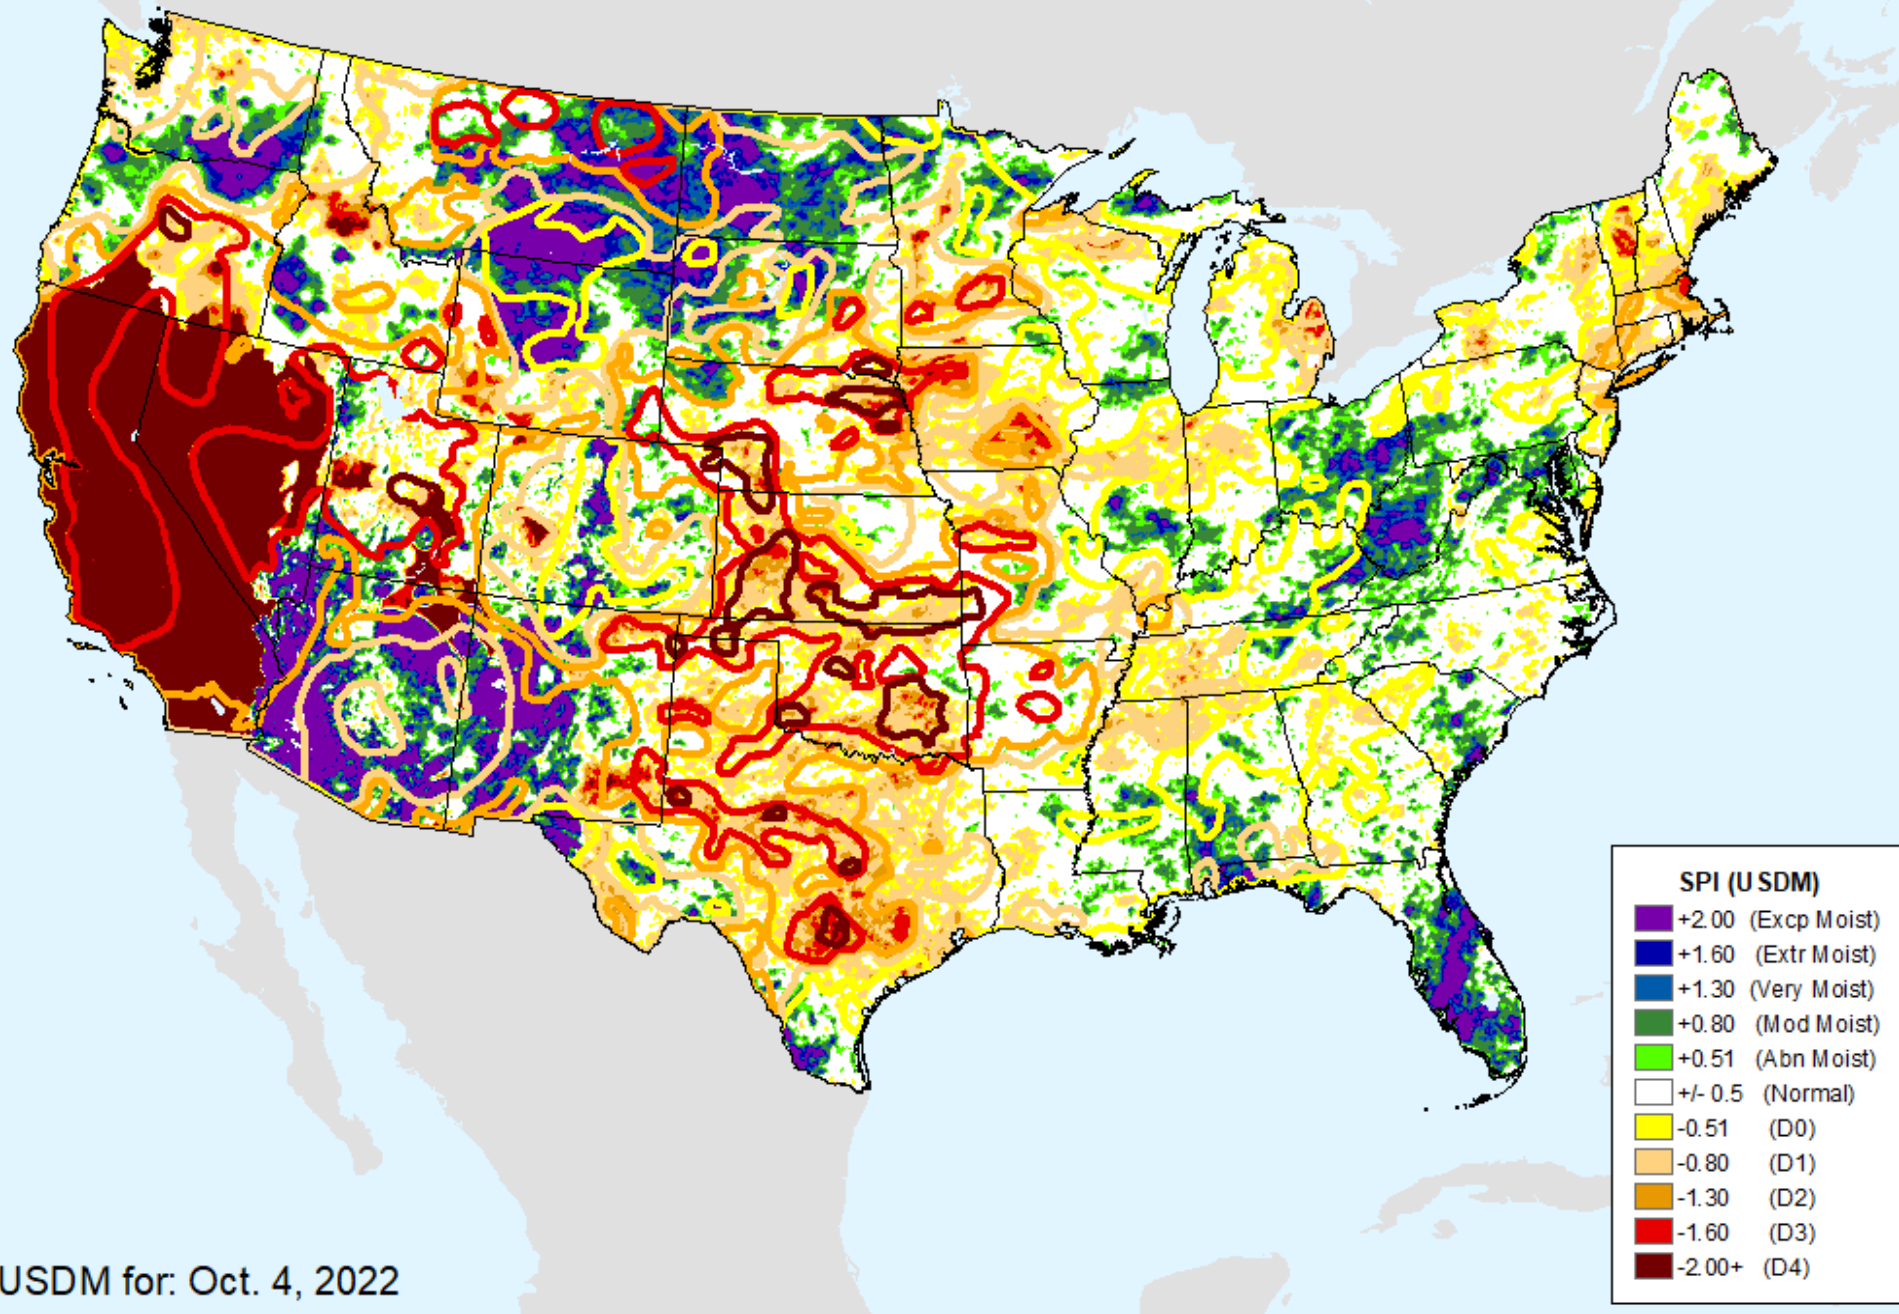 SPI (USDM)
+2.00 (Excp Moist)
+1.60 (Extr Moist)
+1.30 (Very Moist)
+0.80 (Mod Moist)
+0.51 (Abn Moist)
+/- 0.5 (Normal)
-0.51 (D0)
-0.80 (D1)
-1.30 (D2)
-1.60 (D3)
-2.00+ (D4)
USDM for: Oct. 4, 2022